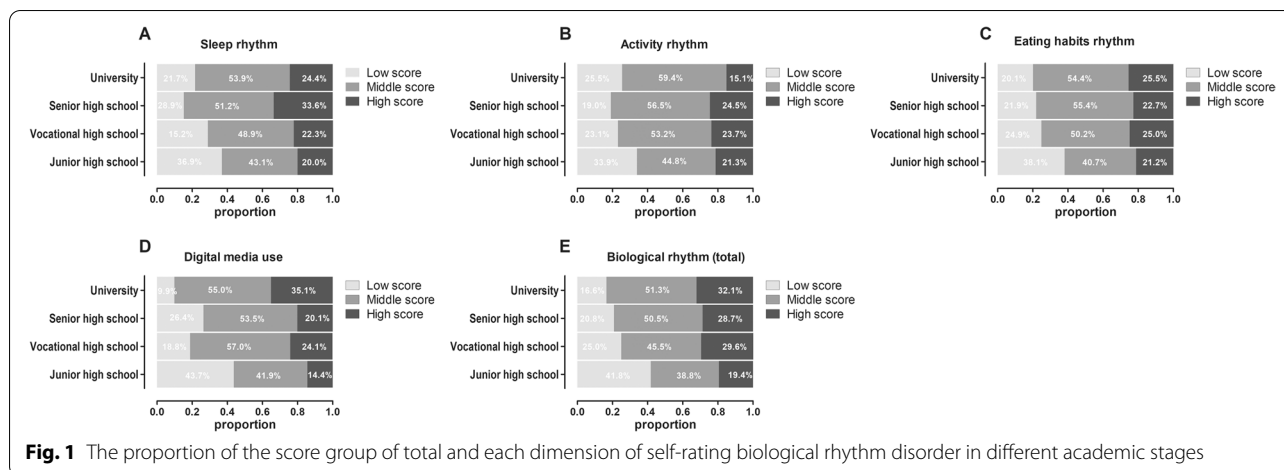 A
Sleep rhythm
University 21.7% 53.9% 24.4%
Senior high school 28.9% 51.2% 33.6%
Vocational high school 15.2% 48.9% 22.3%
Junior high school 36.9% 43.1% 20.0%
0.0 0.2 0.4 0.6 0.8 1.0
proportion
Low score
Middle score
High score
B
Activity rhythm
University 25.5% 59.4% 15.1%
Senior high school 19.0% 56.5% 24.5%
Vocational high school 23.1% 53.2% 23.7%
Junior high school 33.9% 44.8% 21.3%
0.0 0.2 0.4 0.6 0.8 1.0
proportion
Low score
Middle score
High score
C
Eating habits rhythm
University 20.1% 54.4% 25.5%
Senior high school 21.9% 55.4% 22.7%
Vocational high school 24.9% 50.2% 25.0%
Junior high school 38.1% 40.7% 21.2%
0.0 0.2 0.4 0.6 0.8 1.0
proportion
Low score
Middle score
High score
D
Digital media use
University 9.9% 55.0% 35.1%
Senior high school 26.4% 53.5% 20.1%
Vocational high school 57.0% 24.1%
Junior high school 43.7% 41.9% 14.4%
0.0 0.2 0.4 0.6 0.8 1.0
proportion
Low score
Middle score
High score
E
Biological rhythm (total)
University 16.6% 51.3% 32.1%
Senior high school 50.5% 28.7%
Vocational high school 25.0% 45.5% 29.6%
Junior high school 41.8% 38.8% 19.4%
0.0 0.2 0.4 0.6 0.8 1.0
proportion
Low score
Middle score
High score
Fig. 1 The proportion of the score group of total and each dimension of self-rating biological rhythm disorder in different academic stages